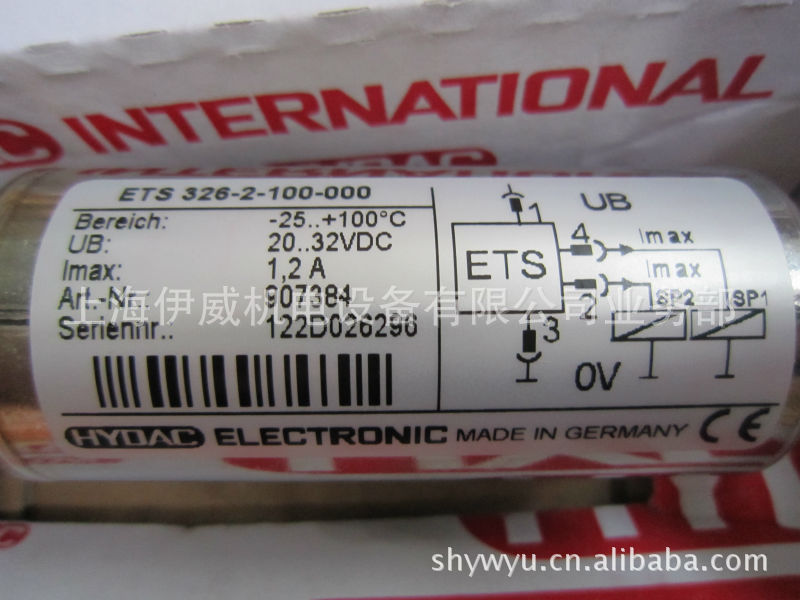 AC INTERNATIONAL
ETS 326-2-100-000
Bereich: -25..+100°C
UB: 20..32VDC
Imax: 1,2 A
Art.-Nr.: 907384
Seriennr.: 122D026296
1
UB
ETS
4
Imax
Imax
2
SP2
SP1
3
0V
上海伊威机电设备有限公司业务部
HYDAC ELECTRONIC MADE IN GERMANY CE
shywyu.cn.alibaba.com